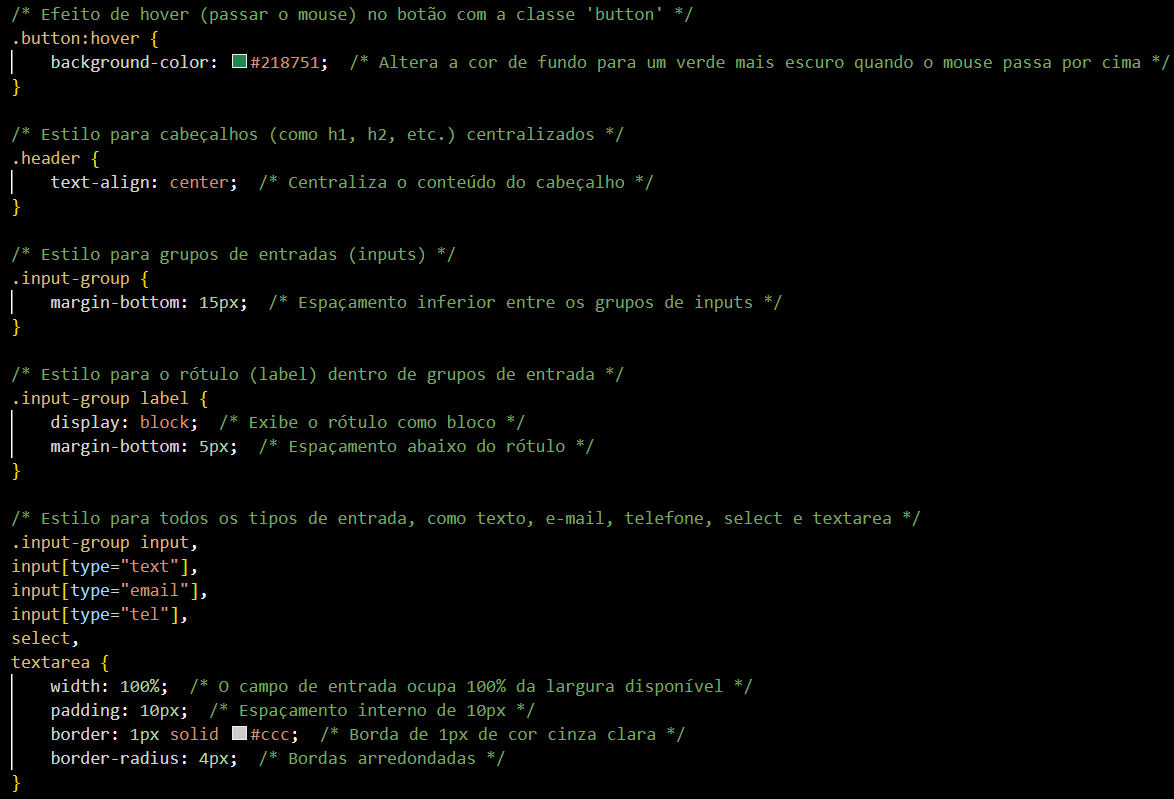 /* Efeito de hover (passar o mouse) no botão com a classe 'button' */
.button:hover {
    background-color: #218751;  /* Altera a cor de fundo para um verde mais escuro quando o mouse passa por cima */
}

/* Estilo para cabeçalhos (como h1, h2, etc.) centralizados */
.header {
    text-align: center;  /* Centraliza o conteúdo do cabeçalho */
}

/* Estilo para grupos de entradas (inputs) */
.input-group {
    margin-bottom: 15px;  /* Espaçamento inferior entre os grupos de inputs */
}

/* Estilo para o rótulo (label) dentro de grupos de entrada */
.input-group label {
    display: block;  /* Exibe o rótulo como bloco */
    margin-bottom: 5px;  /* Espaçamento abaixo do rótulo */
}

/* Estilo para todos os tipos de entrada, como texto, e-mail, telefone, select e textarea */
.input-group input,
input[type="text"],
input[type="email"],
input[type="tel"],
select,
textarea {
    width: 100%;  /* O campo de entrada ocupa 100% da largura disponível */
    padding: 10px;  /* Espaçamento interno de 10px */
    border: 1px solid #ccc;  /* Borda de 1px de cor cinza clara */
    border-radius: 4px;  /* Bordas arredondadas */
}